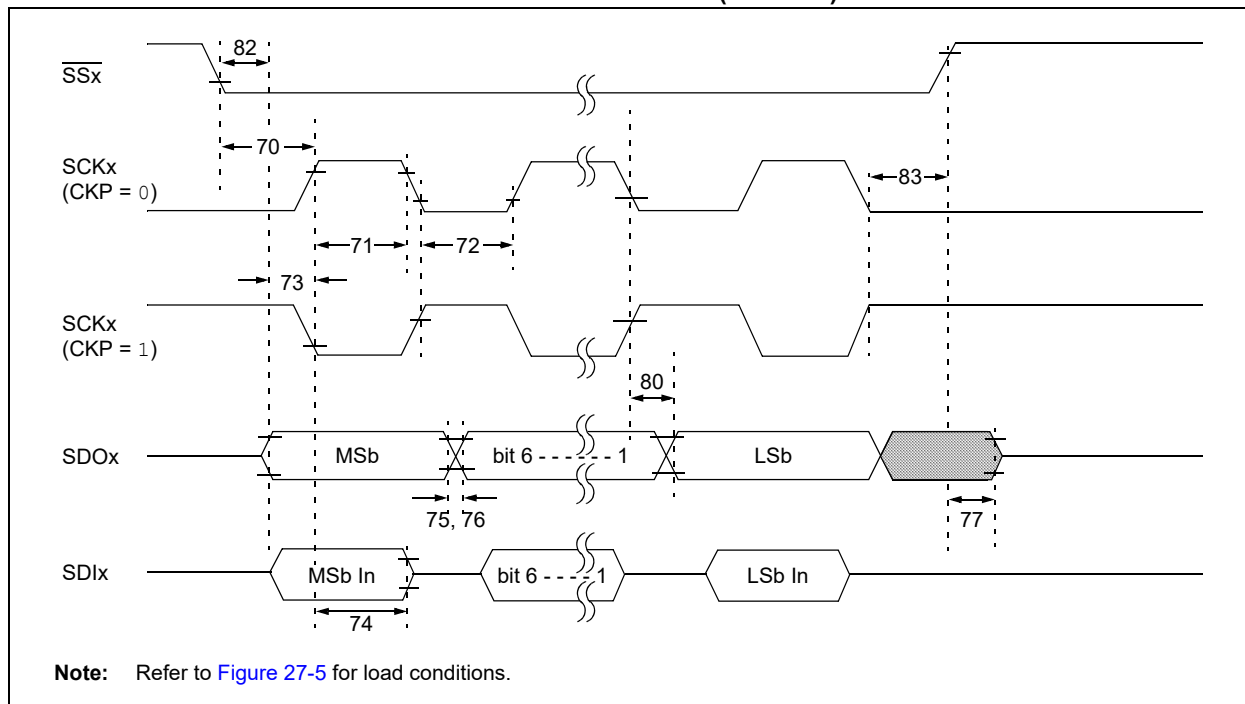 82
SSx
70
SCKx
(CKP = 0)
83
71
72
73
SCKx
(CKP = 1)
80
SDOx
MSb
bit 6 - - - - - - 1
LSb
75, 76
77
SDIx
MSb In
bit 6 - - - - 1
LSb In
74
Note: Refer to Figure 27-5 for load conditions.